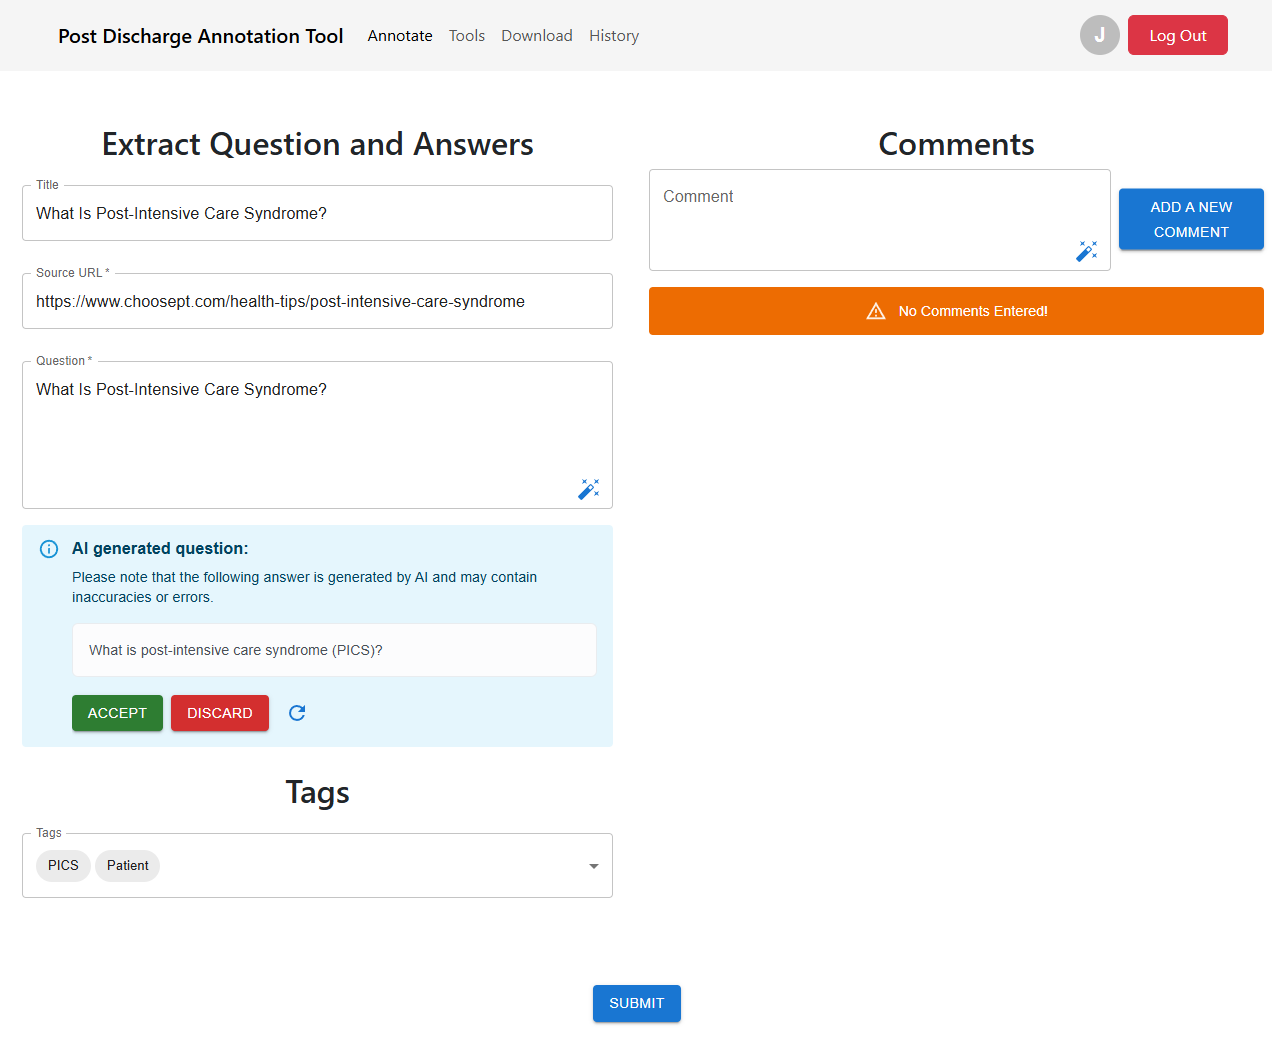 Post Discharge Annotation Tool Annotate Tools Download History J Log Out
Extract Question and Answers
Title
What Is Post-Intensive Care Syndrome?
Source URL *
https://www.choosept.com/health-tips/post-intensive-care-syndrome
Question *
What Is Post-Intensive Care Syndrome?
AI generated question:
Please note that the following answer is generated by AI and may contain
inaccuracies or errors.
What is post-intensive care syndrome (PICS)?
ACCEPT DISCARD
Tags
Tags
PICS Patient
Comments
Comment
ADD A NEW
COMMENT
No Comments Entered!
SUBMIT